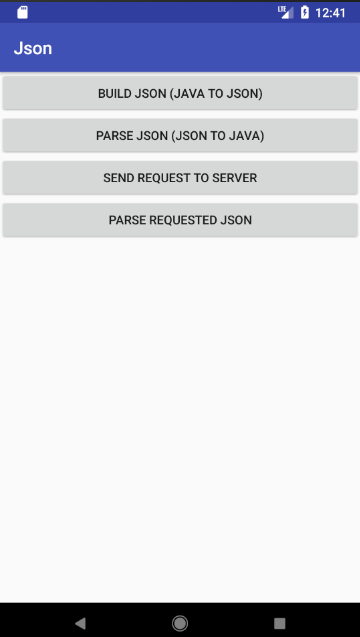 LTE 12:41
Json
BUILD JSON (JAVA TO JSON)
PARSE JSON (JSON TO JAVA)
SEND REQUEST TO SERVER
PARSE REQUESTED JSON